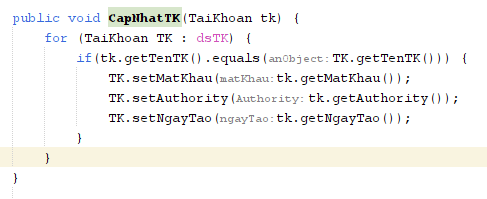 public void CapNhatTK(TaiKhoan tk) {
for (TaiKhoan TK : dsTK) {
if(tk.getTenTK().equals(anObject: TK.getTenTK())) {
TK.setMatKhau(matKhau: tk.getMatKhau());
TK.setAuthority(Authority: tk.getAuthority());
TK.setNgayTao(ngayTao: tk.getNgayTao());
}
}
}